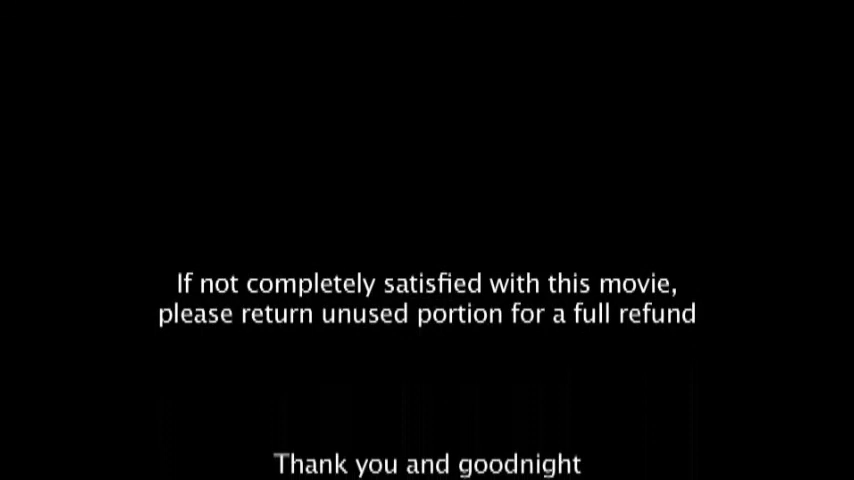 If not completely satisfied with this movie,
please return unused portion for a full refund
Thank you and goodnight